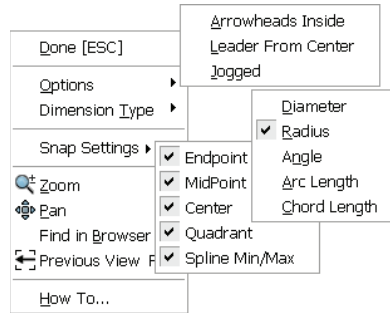 Arrowheads Inside
Leader From Center
Jogged
Done [ESC]
Options
Dimension Type
Snap Settings
Zoom
Pan
Find in Browser
Previous View F
How To...
Endpoint
MidPoint
Center
Quadrant
Spline Min/Max
Diameter
Radius
Angle
Arc Length
Chord Length